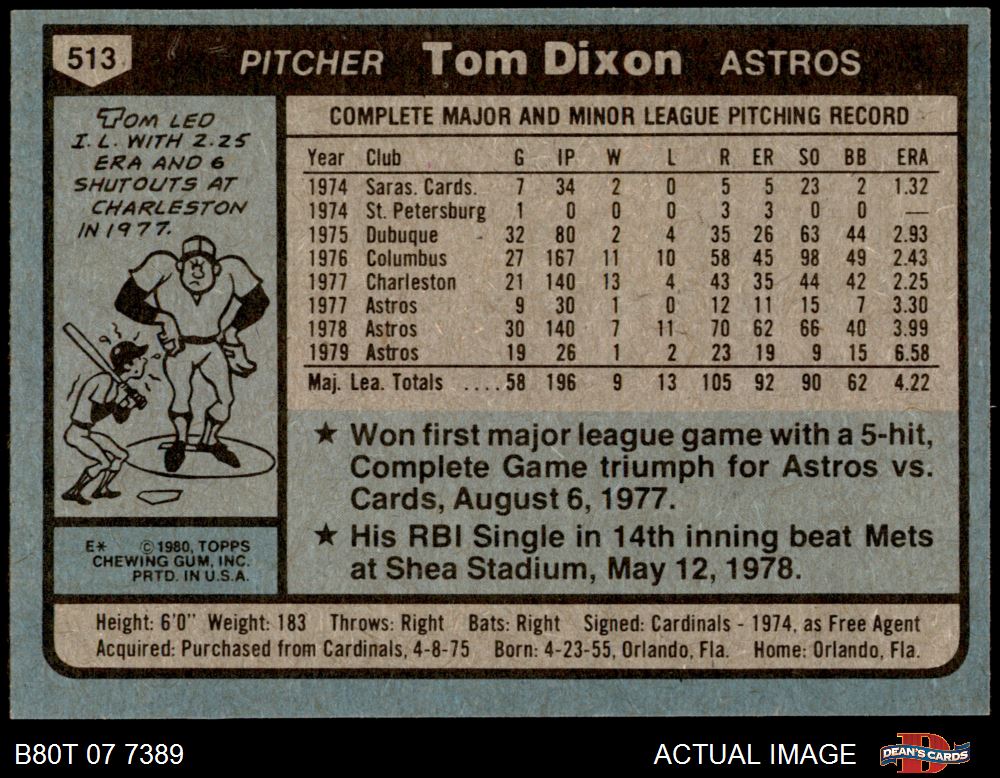 513
PITCHER Tom Dixon ASTROS
TOM LED
I.L. WITH 2.25
ERA AND 6
SHUTOUTS AT
CHARLESTON
IN 1977.
COMPLETE MAJOR AND MINOR LEAGUE PITCHING RECORD
Year Club G IP W L R ER SO BB ERA
1974 Saras. Cards. 7 34 2 0 5 5 23 2 1.32
1974 St. Petersburg 1 0 0 0 3 3 0 0 —
1975 Dubuque 32 80 2 4 35 26 63 44 2.93
1976 Columbus 27 167 11 10 58 45 98 49 2.43
1977 Charleston 21 140 13 4 43 35 44 42 2.25
1977 Astros 9 30 1 0 12 11 15 7 3.30
1978 Astros 30 140 7 11 70 62 66 40 3.99
1979 Astros 19 26 1 2 23 19 9 15 6.58
Maj. Lea. Totals .... 58 196 9 13 105 92 90 62 4.22
★ Won first major league game with a 5-hit,
Complete Game triumph for Astros vs.
Cards, August 6, 1977.
★ His RBI Single in 14th inning beat Mets
at Shea Stadium, May 12, 1978.
E* © 1980, TOPPS
CHEWING GUM, INC.
PRTD. IN U.S.A.
Height: 6'0" Weight: 183 Throws: Right Bats: Right Signed: Cardinals - 1974, as Free Agent
Acquired: Purchased from Cardinals, 4-8-75 Born: 4-23-55, Orlando, Fla. Home: Orlando, Fla.
B80T 07 7389
ACTUAL IMAGE
D
DEAN'S CARDS